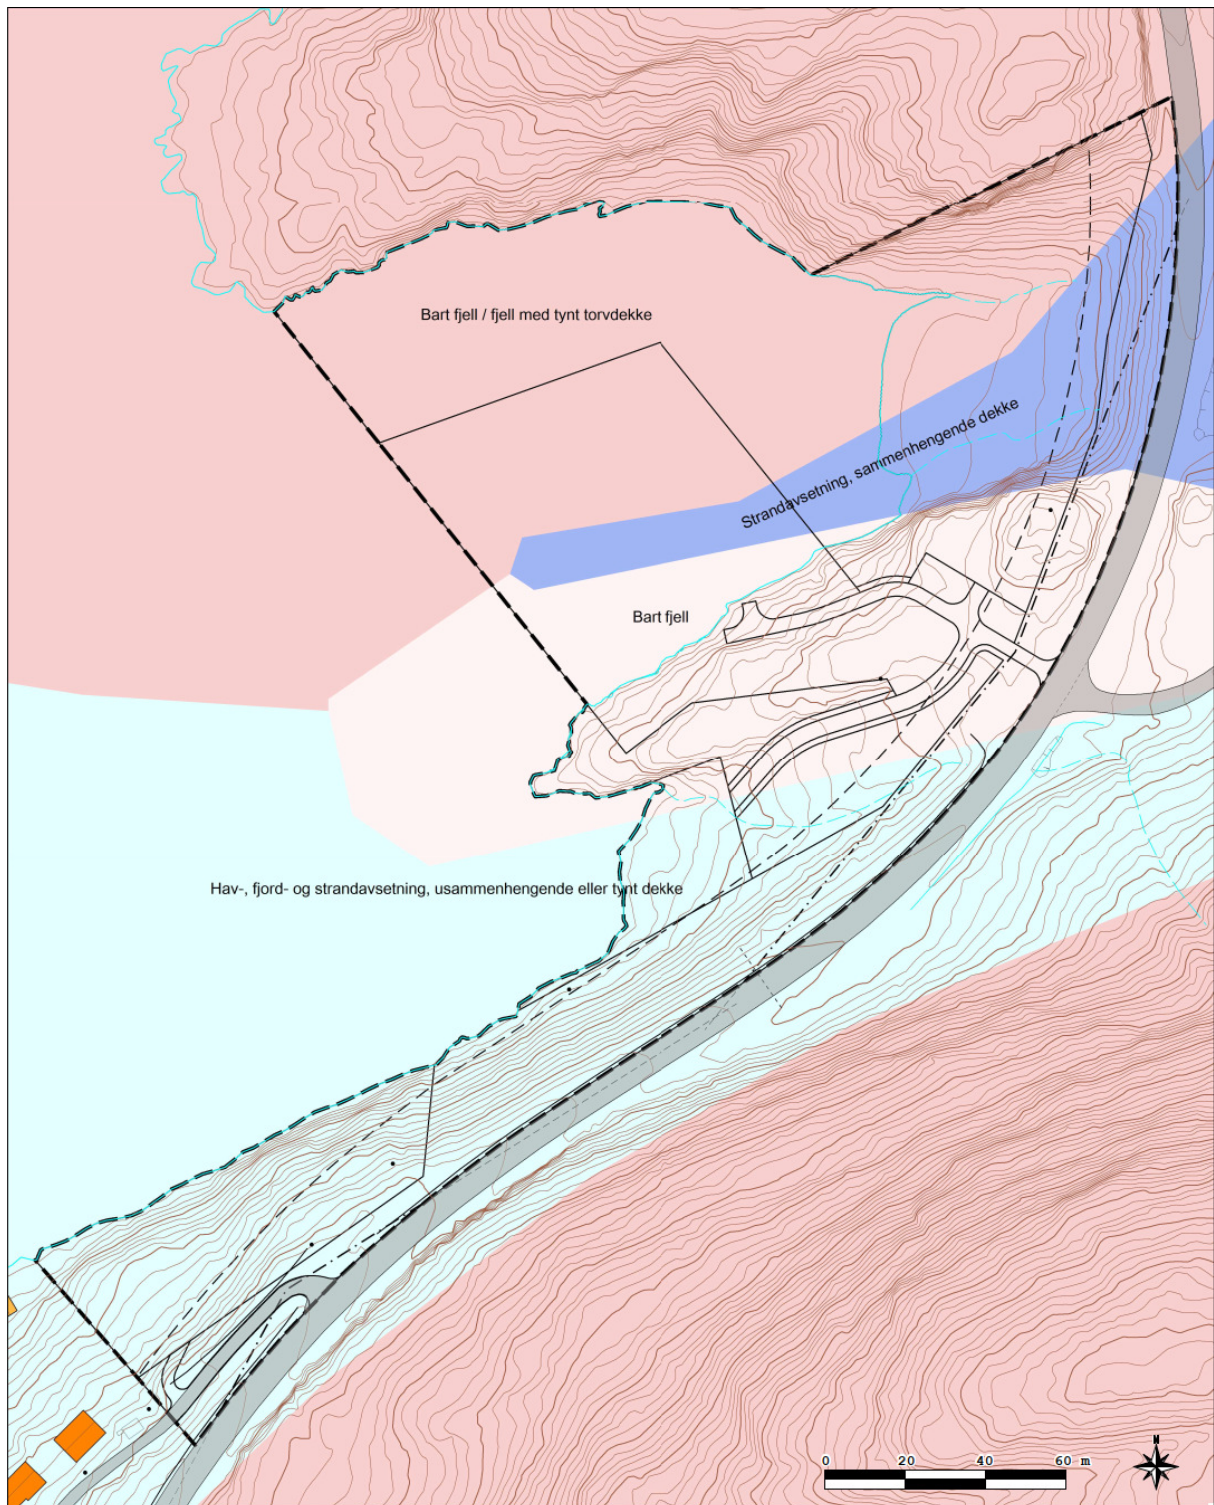 Bart fjell / fjell med tynt torvdekke
Strandavsetning, sammenhengende dekke
Bart fjell
Hav-, fjord- og strandavsetning, usammenhengende eller tynt dekke
0 20 40 60 m
N